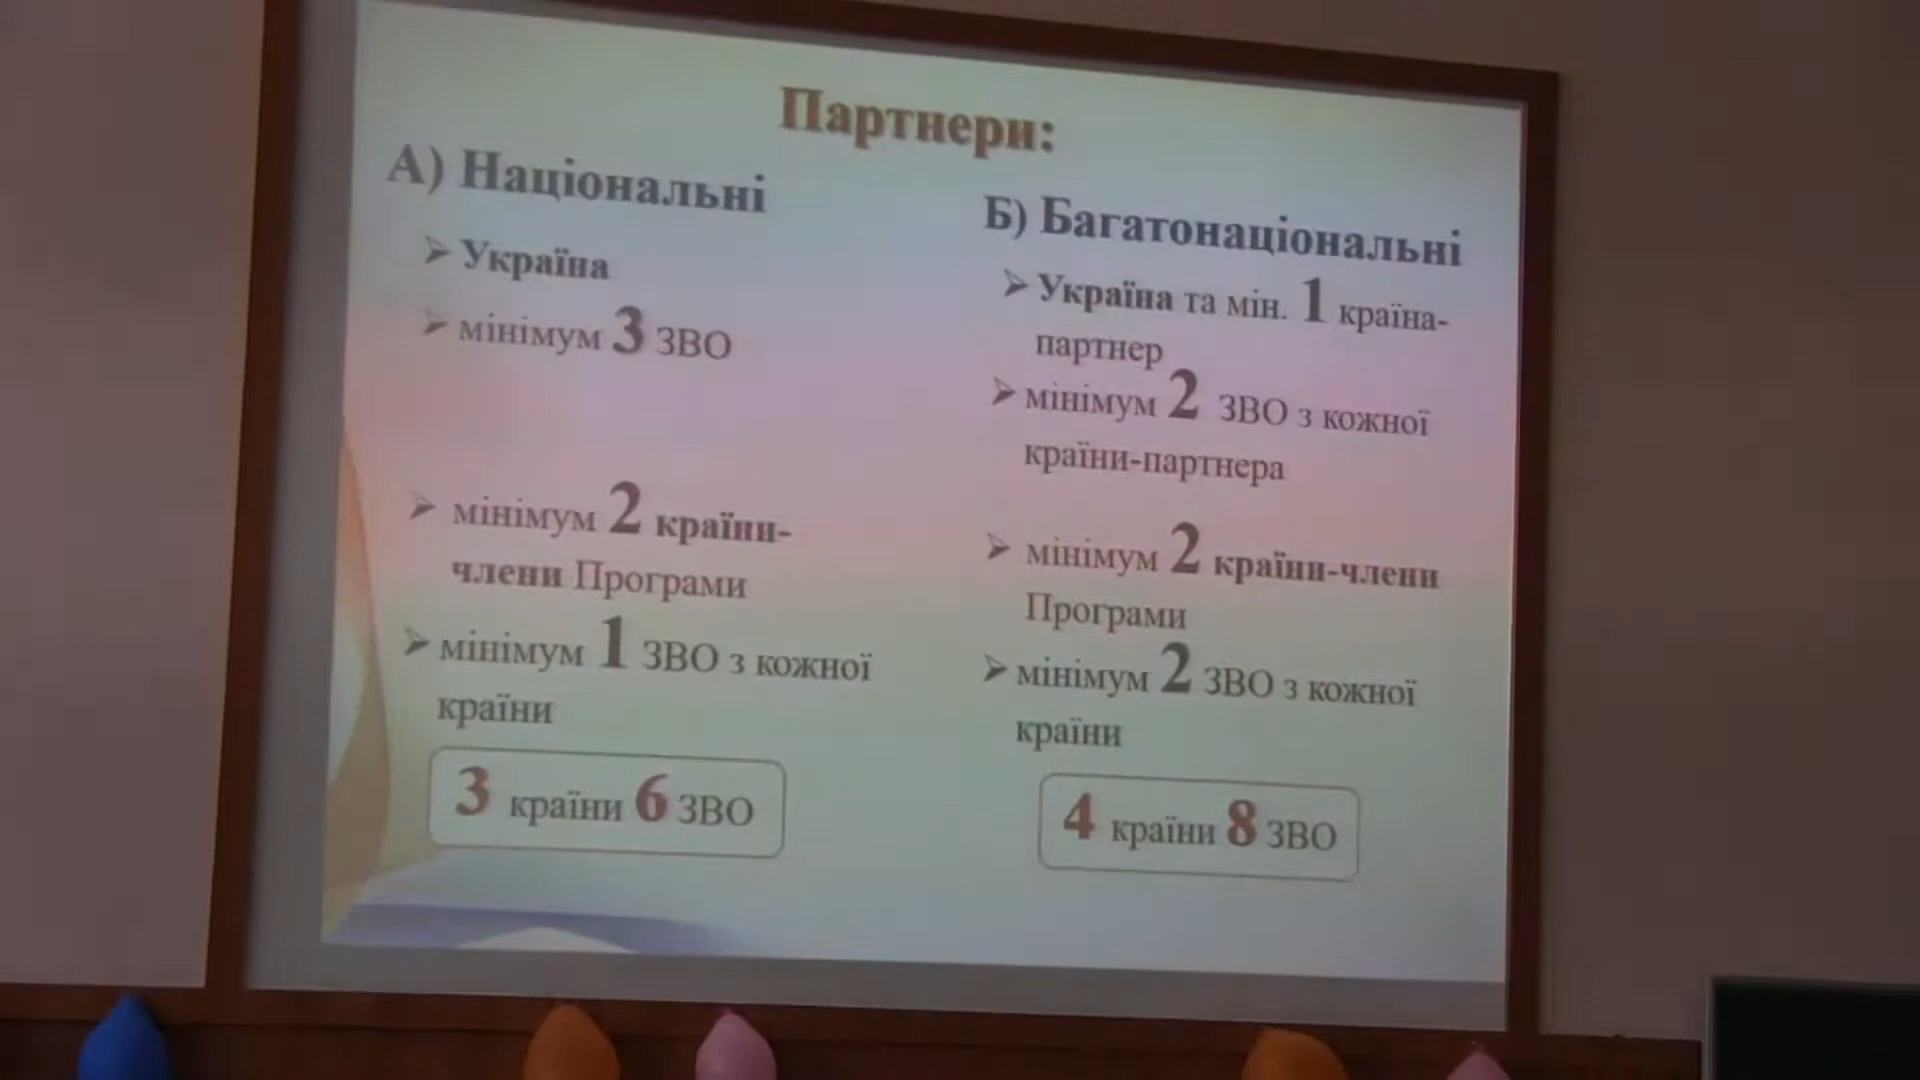 Партнери:
А) Національні
➢ Україна
➢ мінімум 3 ЗВО
➢ мінімум 2 країни-
члени Програми
➢ мінімум 1 ЗВО з кожної
країни
3 країни 6 ЗВО
Б) Багатонаціональні
➢ Україна та мін. 1 країна-
партнер
➢ мінімум 2 ЗВО з кожної
країни-партнера
➢ мінімум 2 країни-члени
Програми
➢ мінімум 2 ЗВО з кожної
країни
4 країни 8 ЗВО